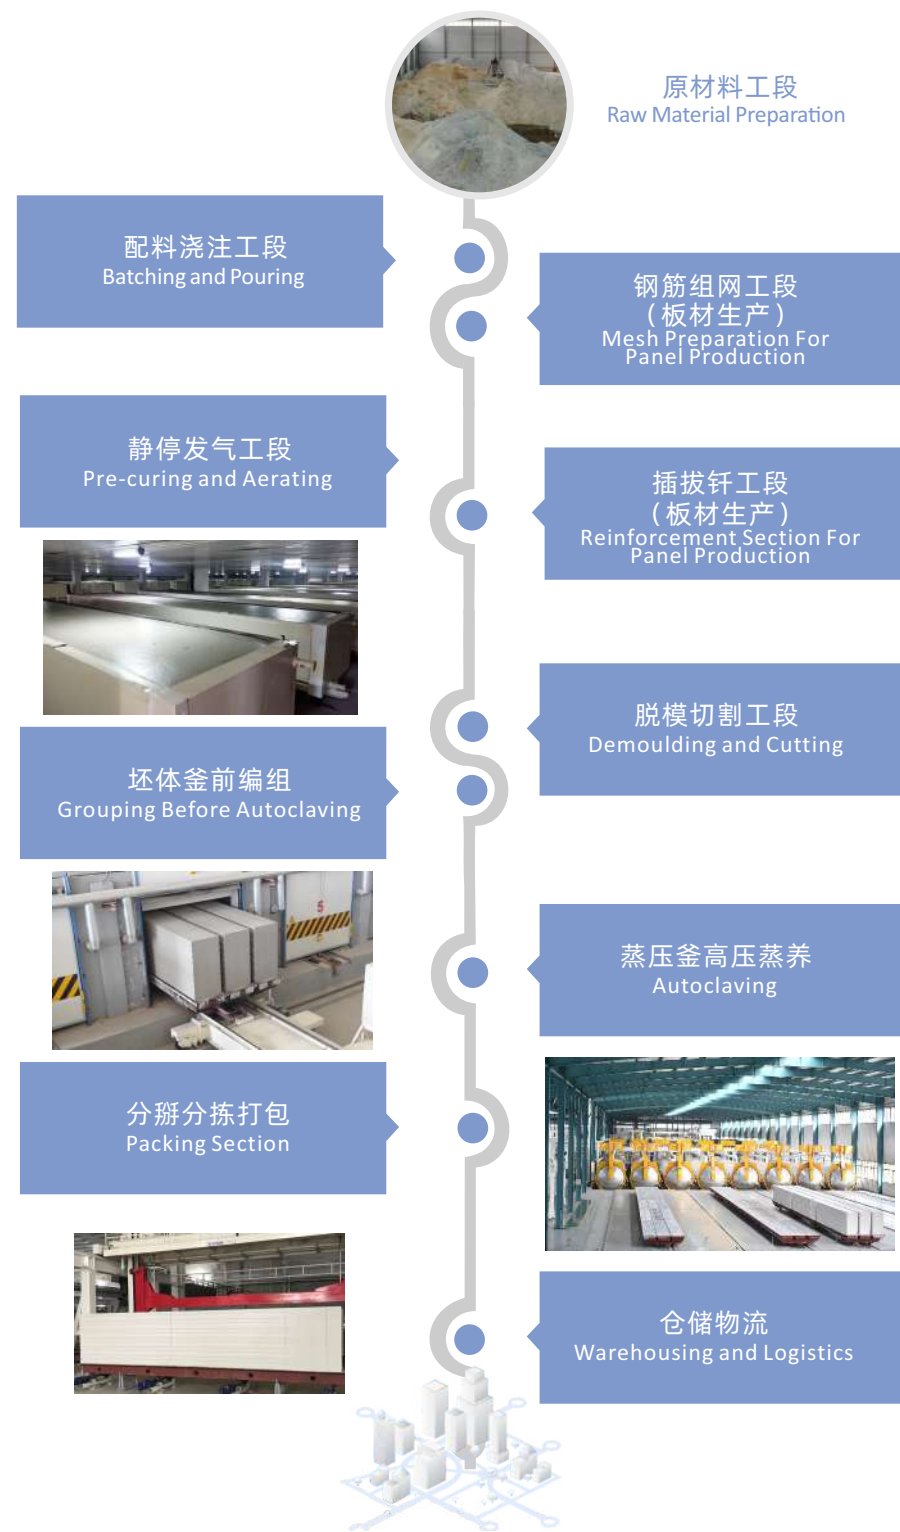 原材料工段
Raw Material Preparation
配料浇注工段
Batching and Pouring
钢筋组网工段
（板材生产）
Mesh Preparation For
Panel Production
静停发气工段
Pre-curing and Aerating
插拔钎工段
（板材生产）
Reinforcement Section For
Panel Production
脱模切割工段
Demoulding and Cutting
坯体釜前编组
Grouping Before Autoclaving
5
蒸压釜高压蒸养
Autoclaving
分掰分拣打包
Packing Section
仓储物流
Warehousing and Logistics